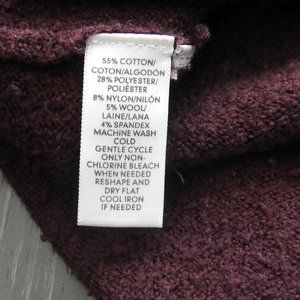 55% COTTON/
COTON/ALGODÓN
28% POLYESTER/
POLIÉSTER
8% NYLON/NILÓN
5% WOOL/
LAINE/LANA
4% SPANDEX
MACHINE WASH
COLD
GENTLE CYCLE
ONLY NON-
CHLORINE BLEACH
WHEN NEEDED
RESHAPE AND
DRY FLAT
COOL IRON
IF NEEDED